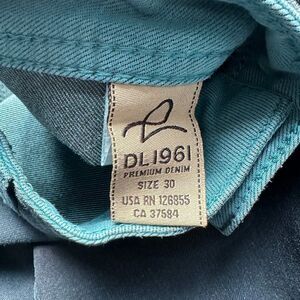 DL1961
PREMIUM DENIM
SIZE 30
USA RN 126855
CA 37584